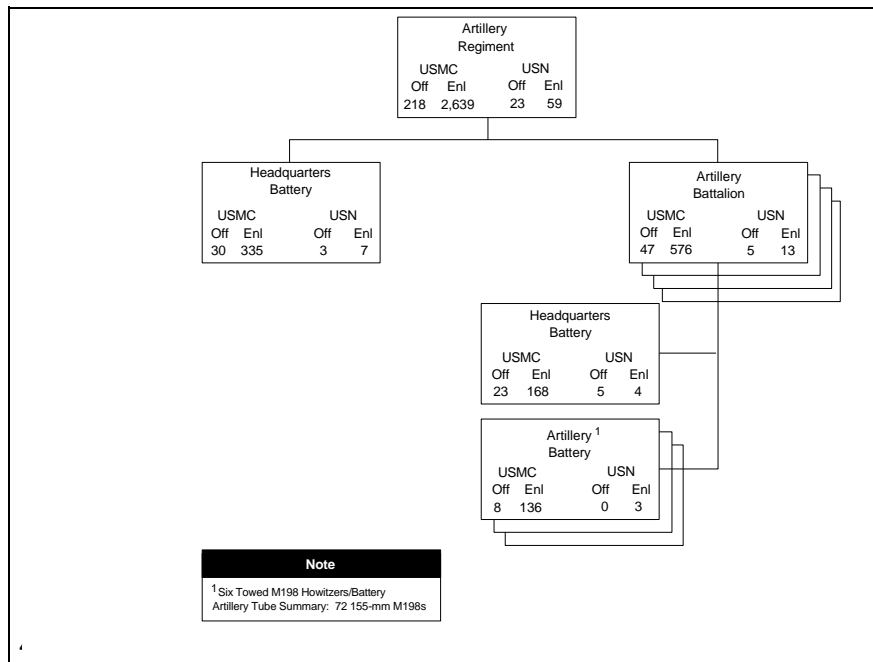 Artillery
Regiment
USMC USN
Off Enl Off Enl
218 2,639 23 59
Headquarters
Battery
USMC USN
Off Enl Off Enl
30 335 3 7
Artillery
Battalion
USMC USN
Off Enl Off Enl
47 576 5 13
Headquarters
Battery
USMC USN
Off Enl Off Enl
23 168 5 4
Artillery 1
Battery
USMC USN
Off Enl Off Enl
8 136 0 3
Note
1 Six Towed M198 Howitzers/Battery
Artillery Tube Summary: 72 155-mm M198s